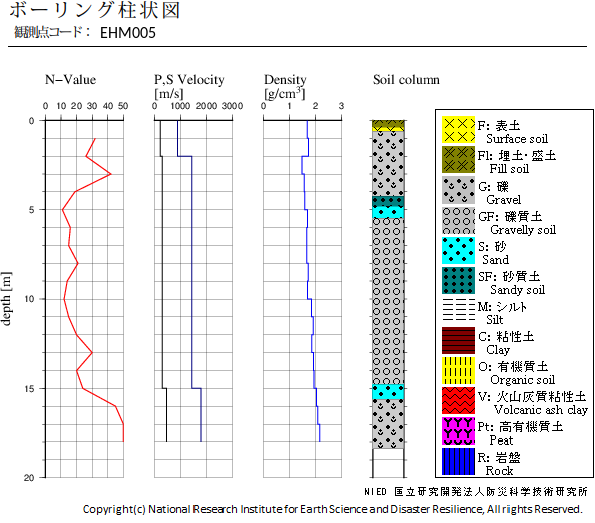 ボーリング柱状図
観測点コード： EHM005
N−Value
0 10 20 30 40 50
P,S Velocity
[m/s]
0 1000 2000 3000
Density
[g/cm³]
0 1 2 3
Soil column
depth [m]
0
5
10
15
20
F: 表土
Surface soil
Fl: 埋土・盛土
Fill soil
G: 礫
Gravel
GF: 礫質土
Gravelly soil
S: 砂
Sand
SF: 砂質土
Sandy soil
M: シルト
Silt
C: 粘性土
Clay
O: 有機質土
Organic soil
V: 火山灰質粘性土
Volcanic ash clay
Pt: 高有機質土
Peat
R: 岩盤
Rock
NIED 国立研究開発法人防災科学技術研究所
Copyright(c) National Research Institute for Earth Science and Disaster Resilience, All rights Reserved.